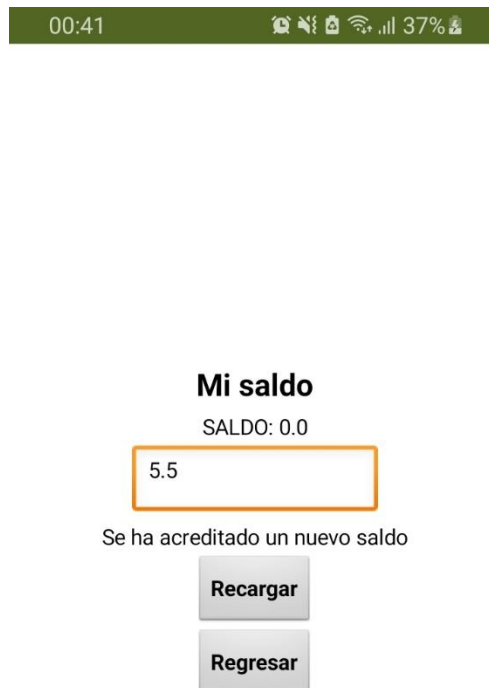 00:41 37%
Mi saldo
SALDO: 0.0
5.5
Se ha acreditado un nuevo saldo
Recargar
Regresar